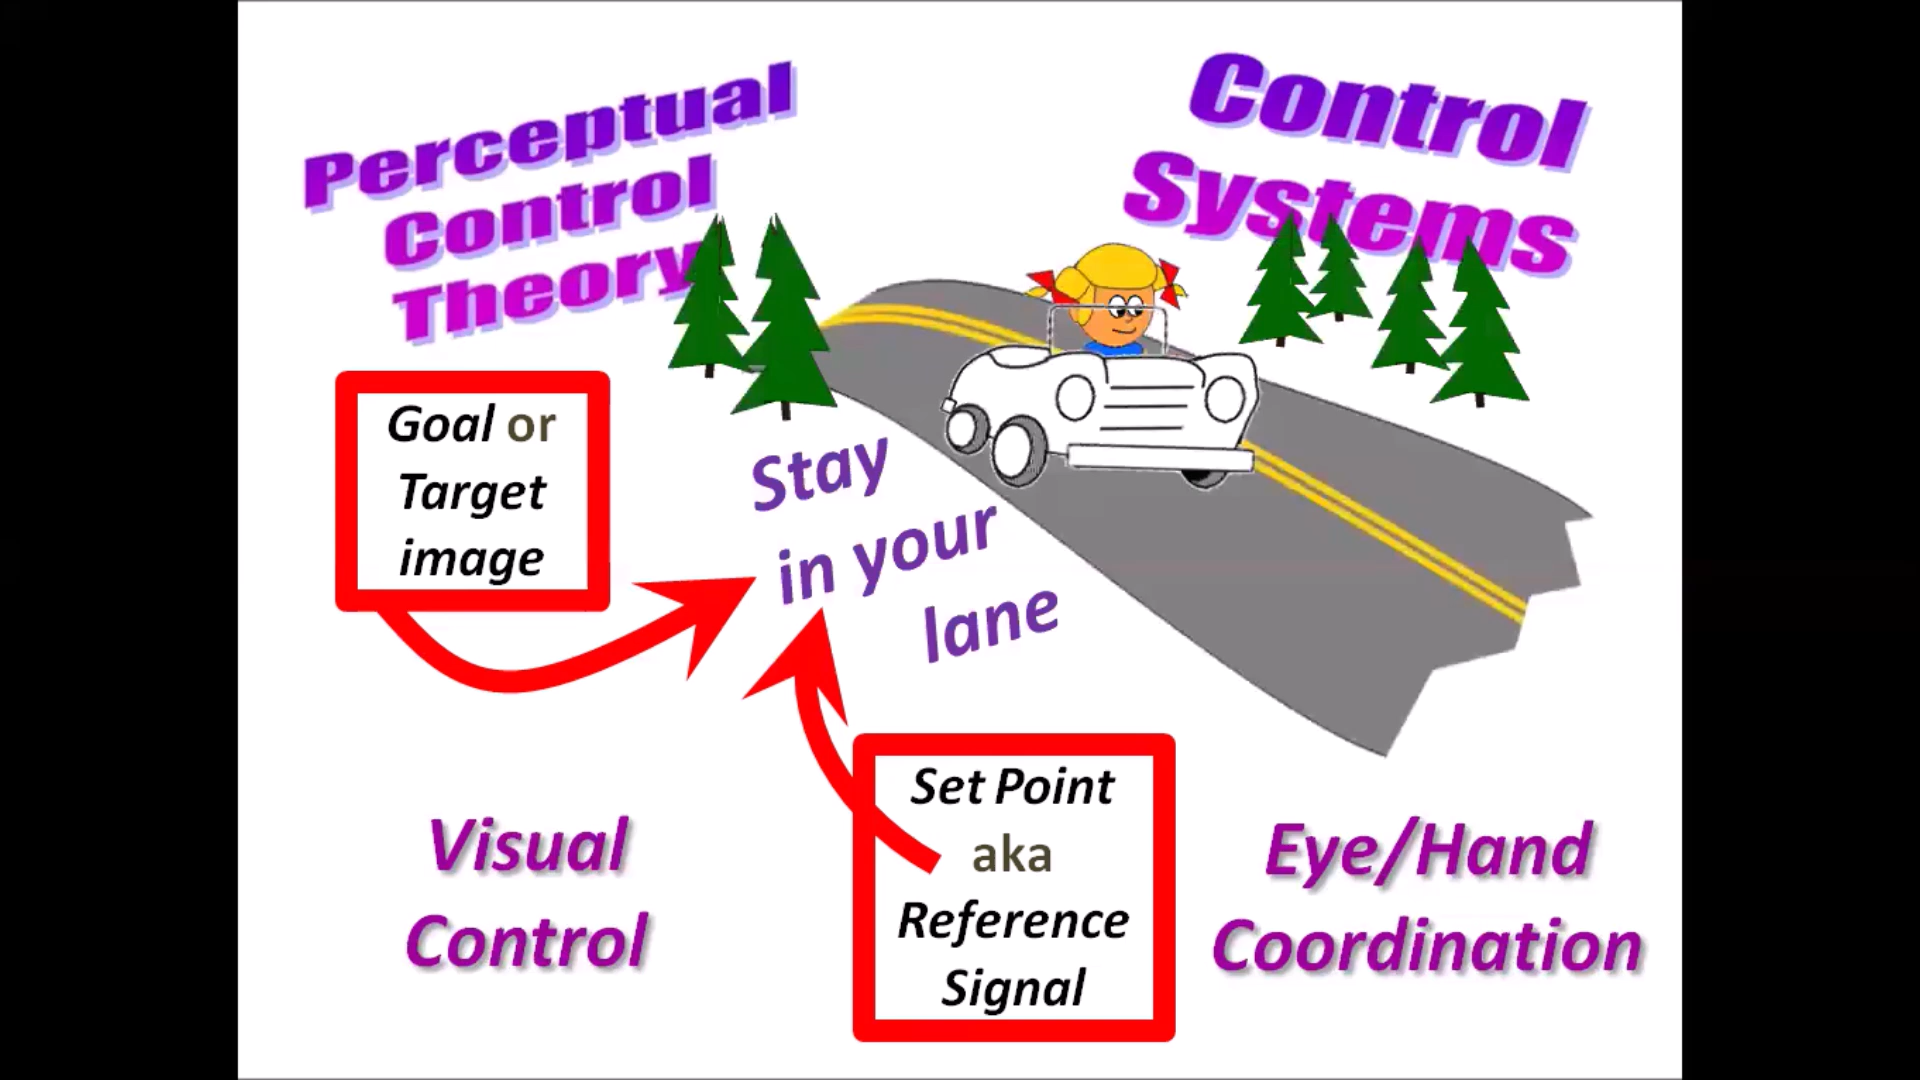 Perceptual
Control
Theory
Control
Systems
Goal or
Target
image
Stay
in your
lane
Set Point
aka
Reference
Signal
Visual
Control
Eye/Hand
Coordination